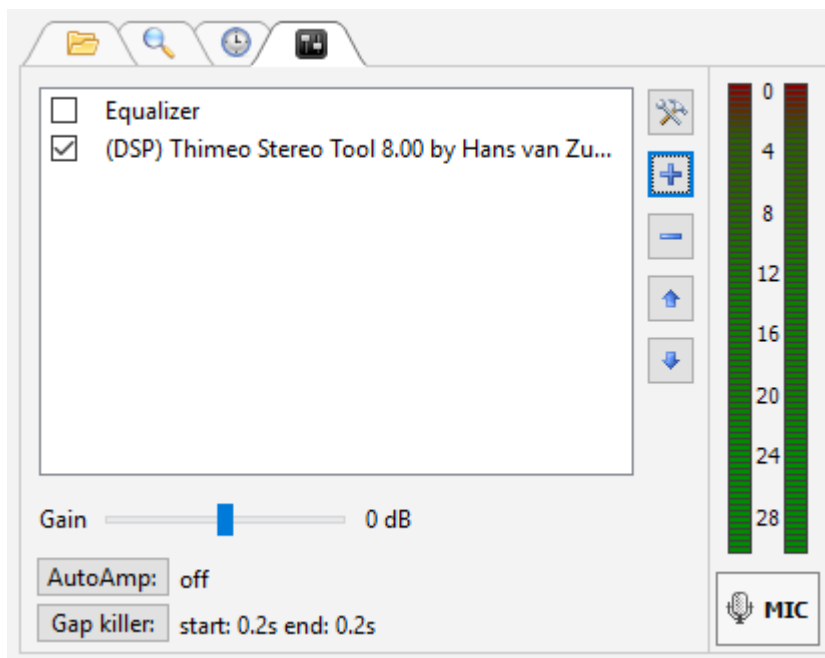 Equalizer
(DSP) Thimeo Stereo Tool 8.00 by Hans van Zu...
Gain 0 dB
AutoAmp: off
Gap killer: start: 0.2s end: 0.2s
0
4
8
12
16
20
24
28
MIC